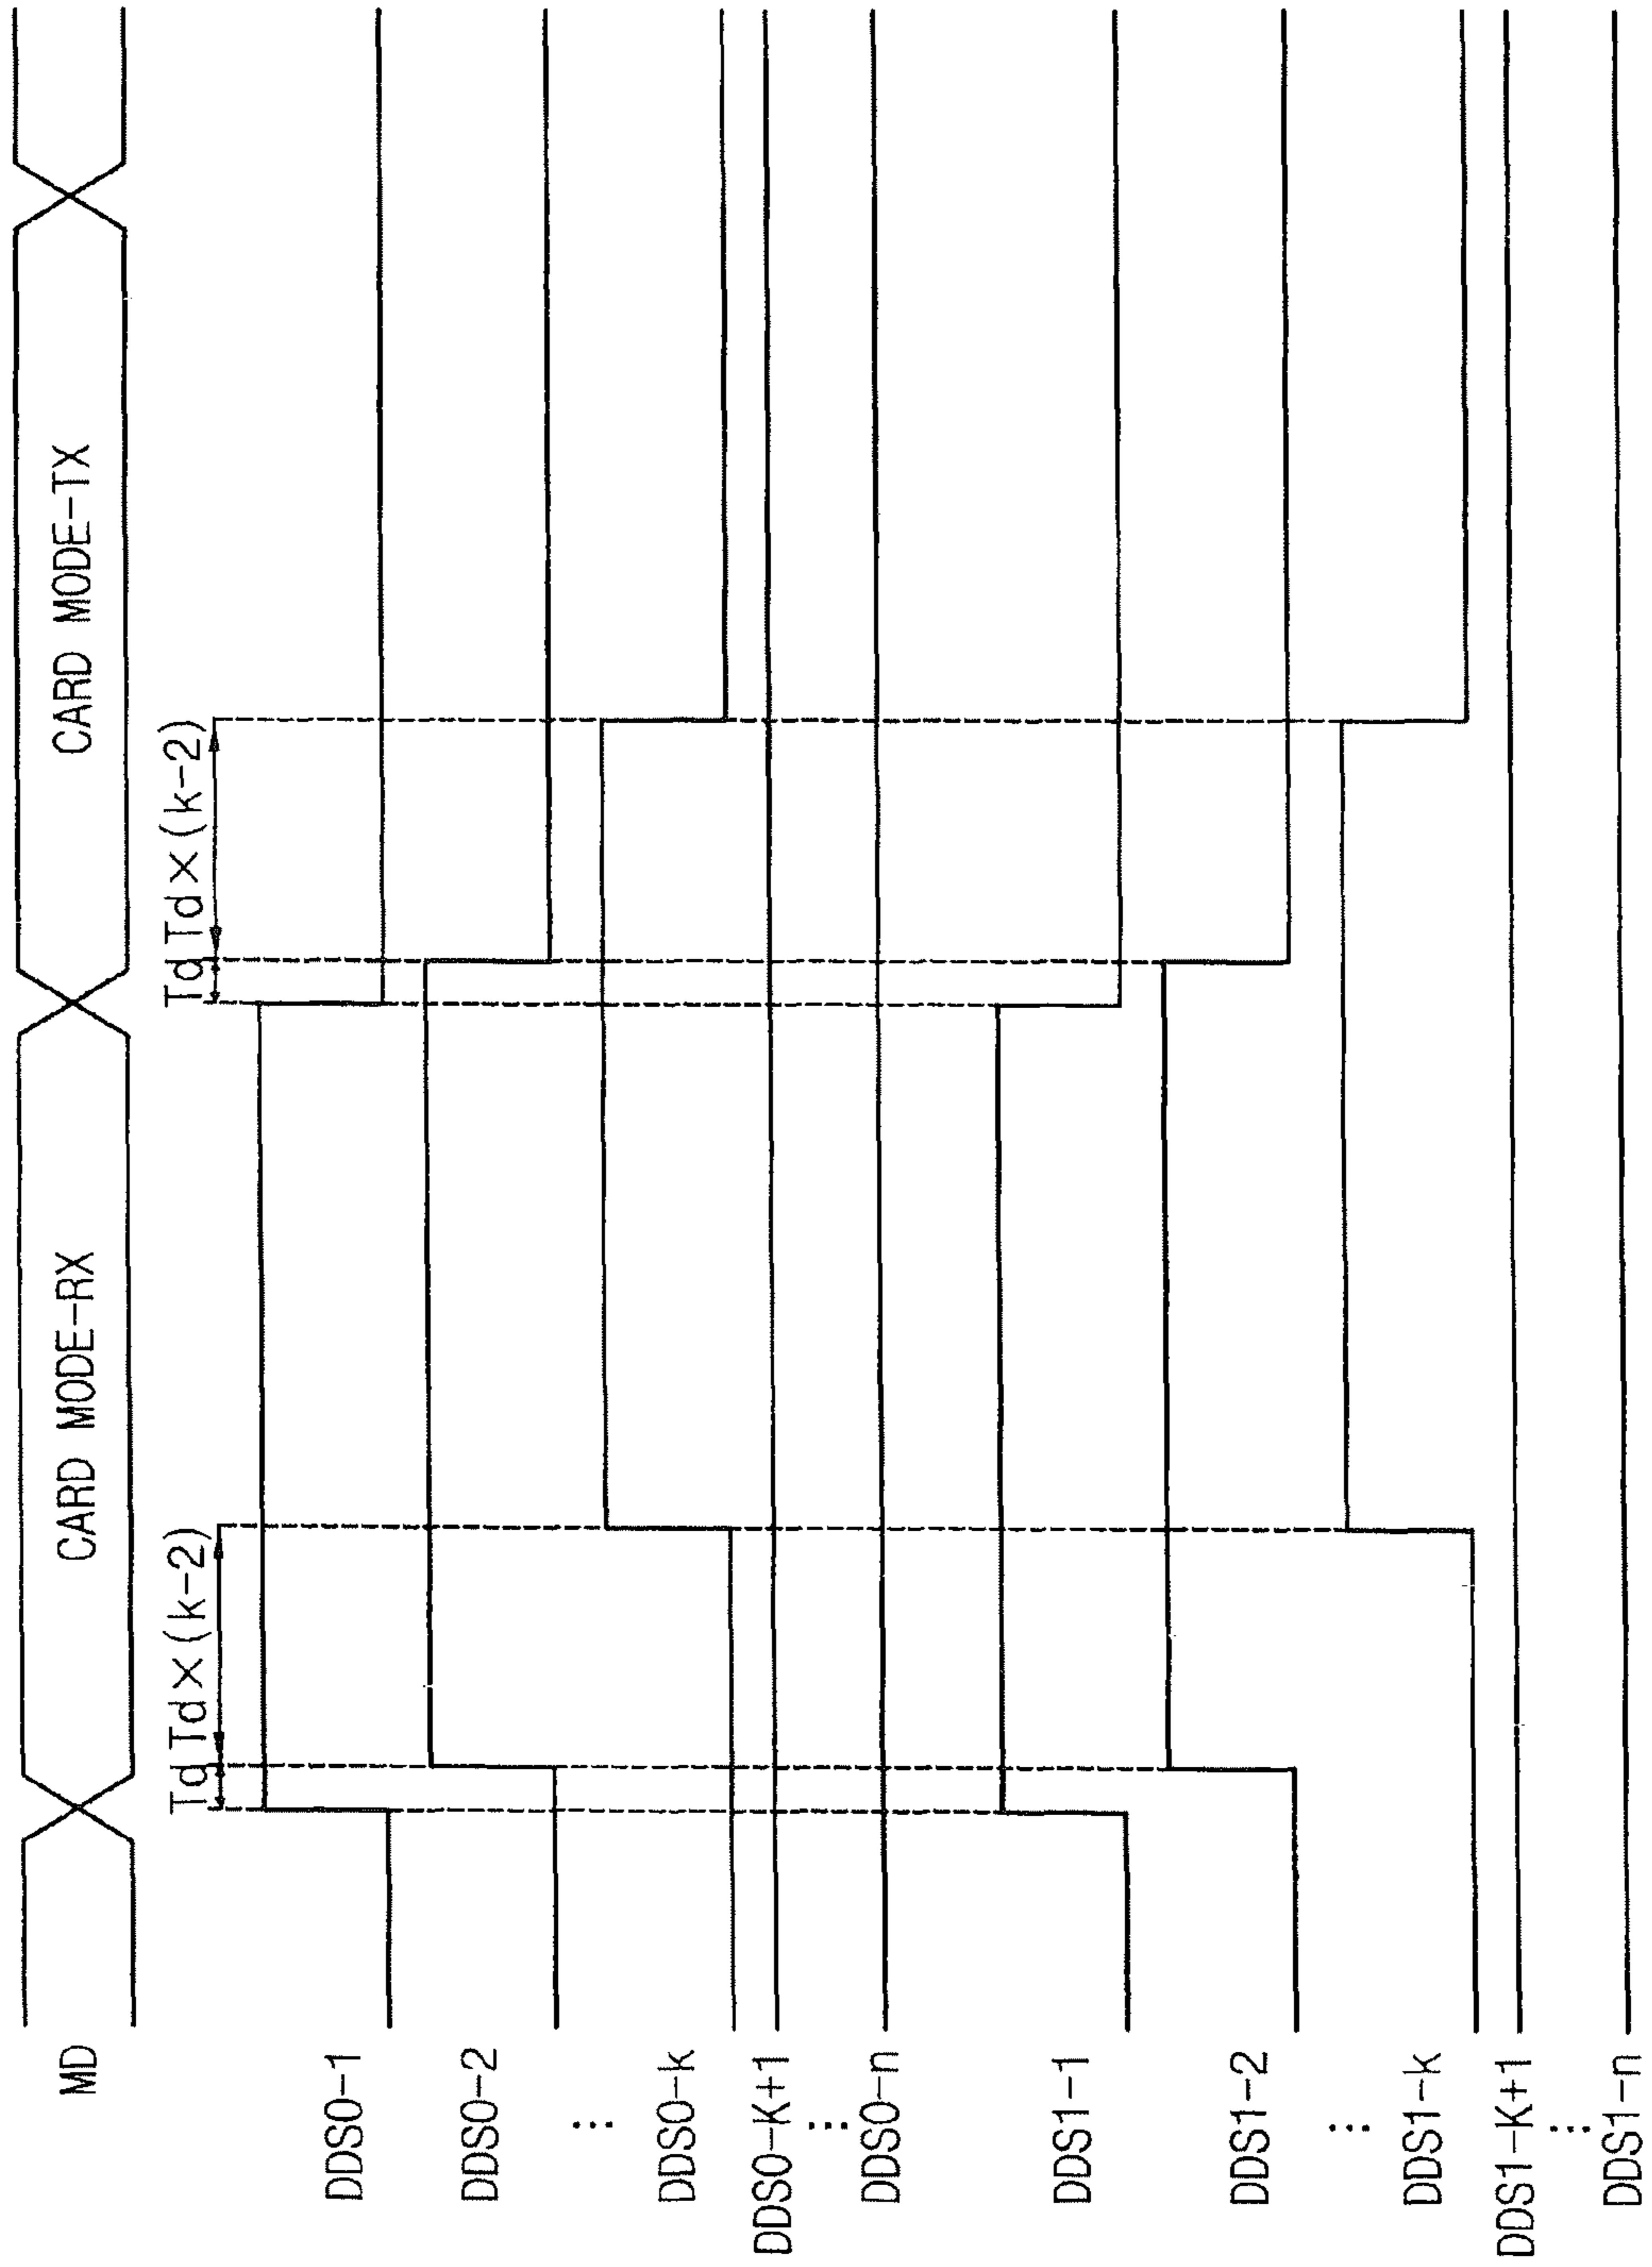 MD
CARD MODE-RX
CARD MODE-TX
Td Td×(k-2)
Td Td×(k-2)
DDS0-1
DDS0-2
⋮
DDS0-k
DDS0-K+1
⋮
DDS0-n
DDS1-1
DDS1-2
⋮
DDS1-k
DDS1-K+1
⋮
DDS1-n